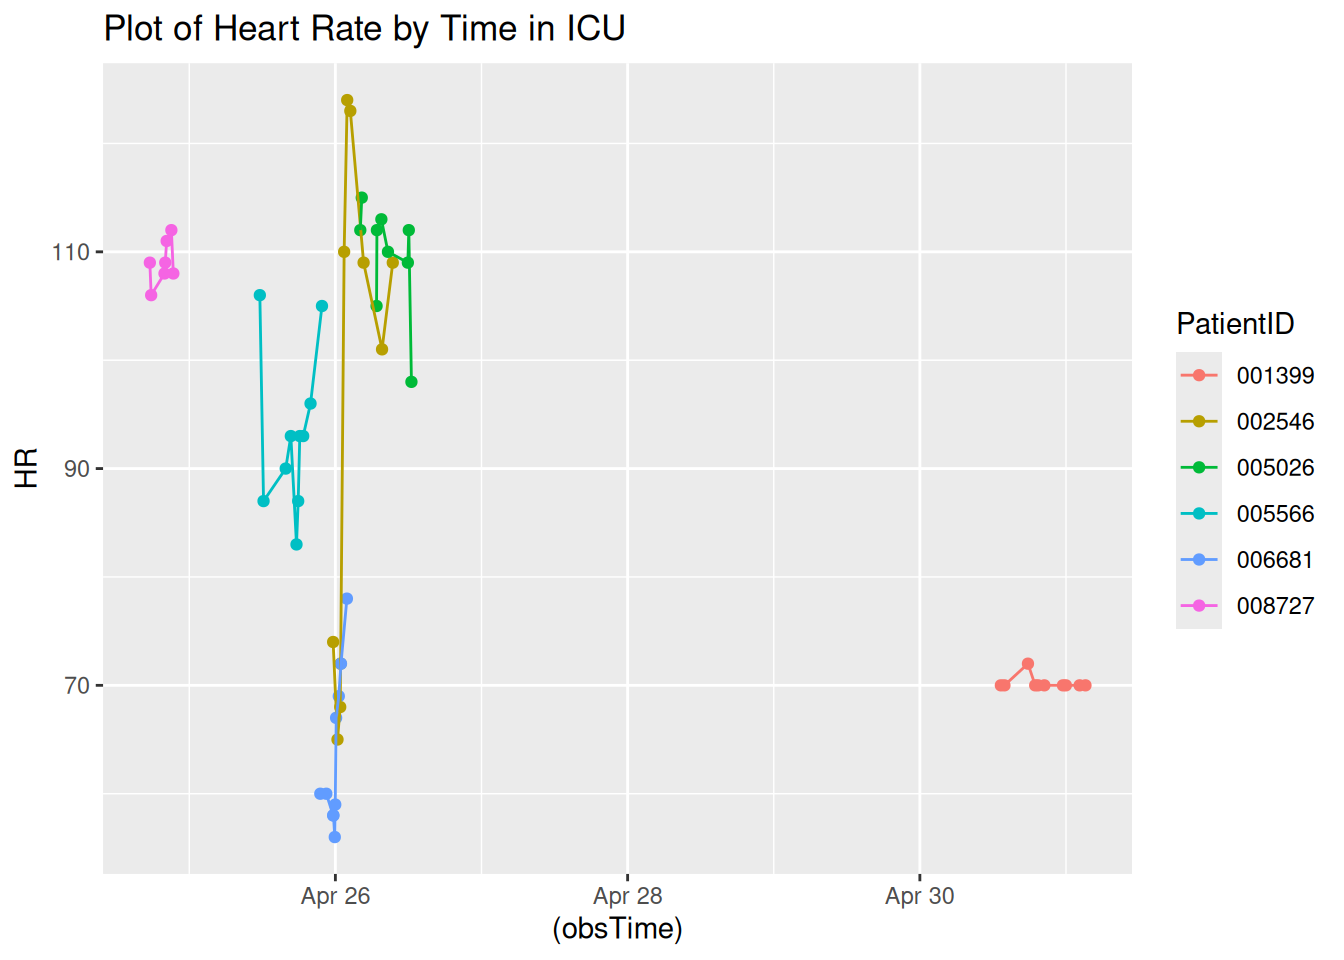 Plot of Heart Rate by Time in ICU
HR
110
90
70
Apr 26
Apr 28
Apr 30
(obsTime)
PatientID
001399
002546
005026
005566
006681
008727